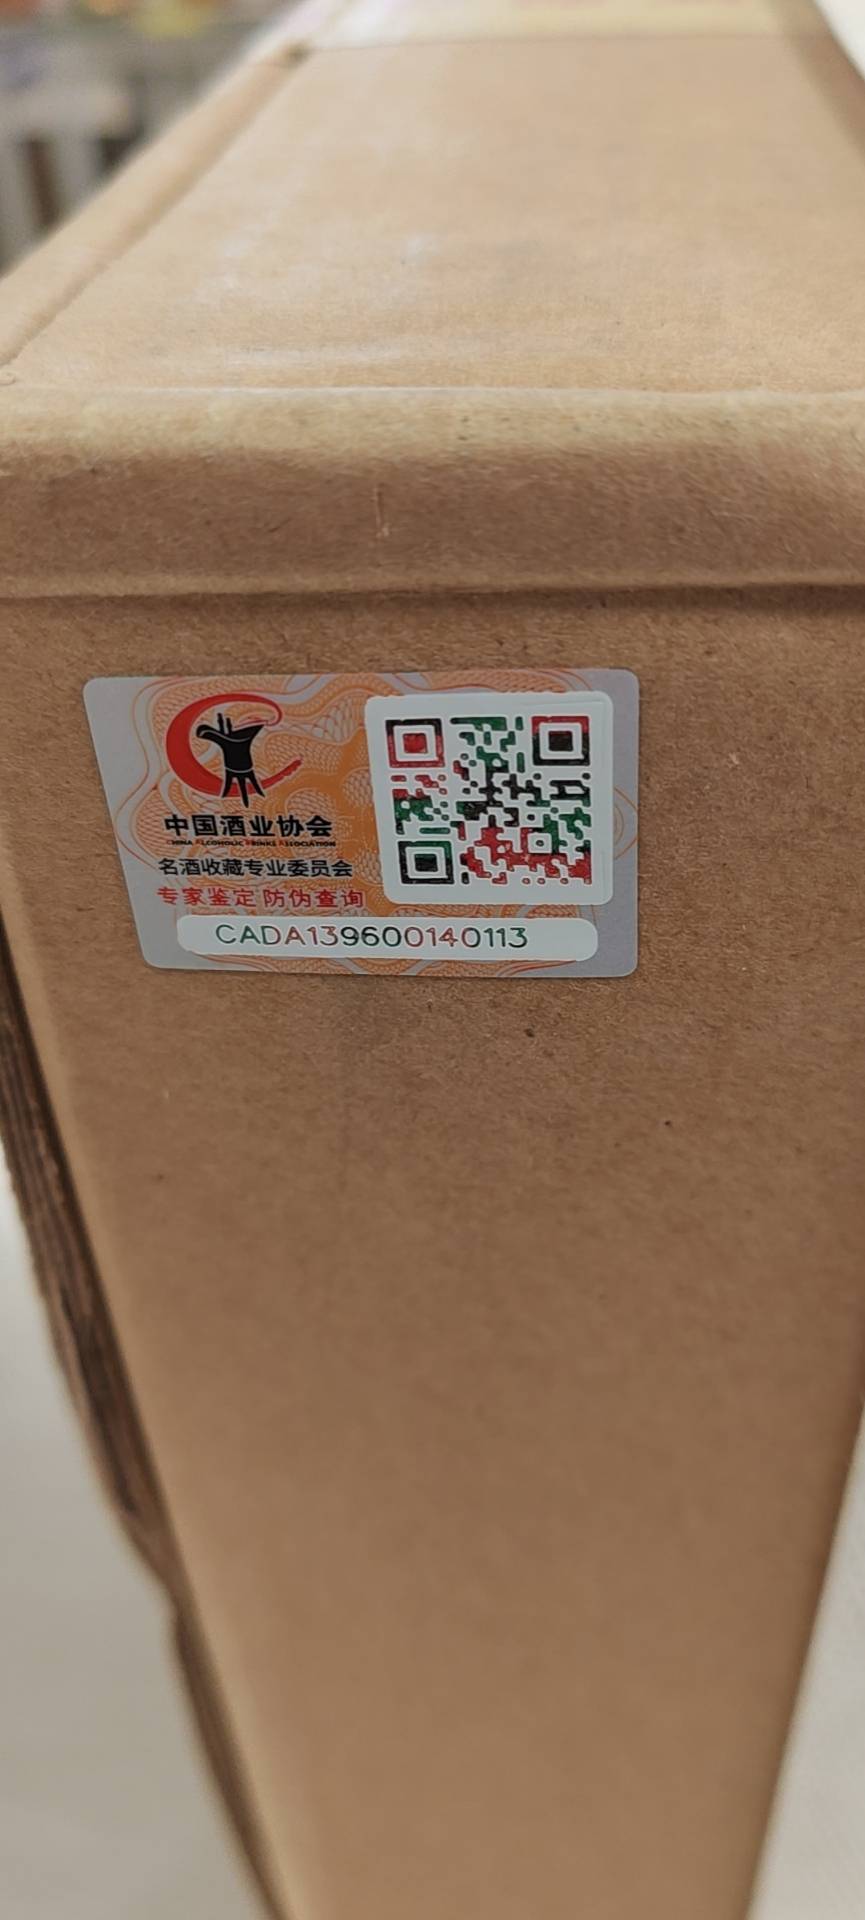 中国酒业协会
CHINA ALCOHOLIC DRINKS ASSOCIATION
名酒收藏专业委员会
专家鉴定 防伪查询
CADA139600140113